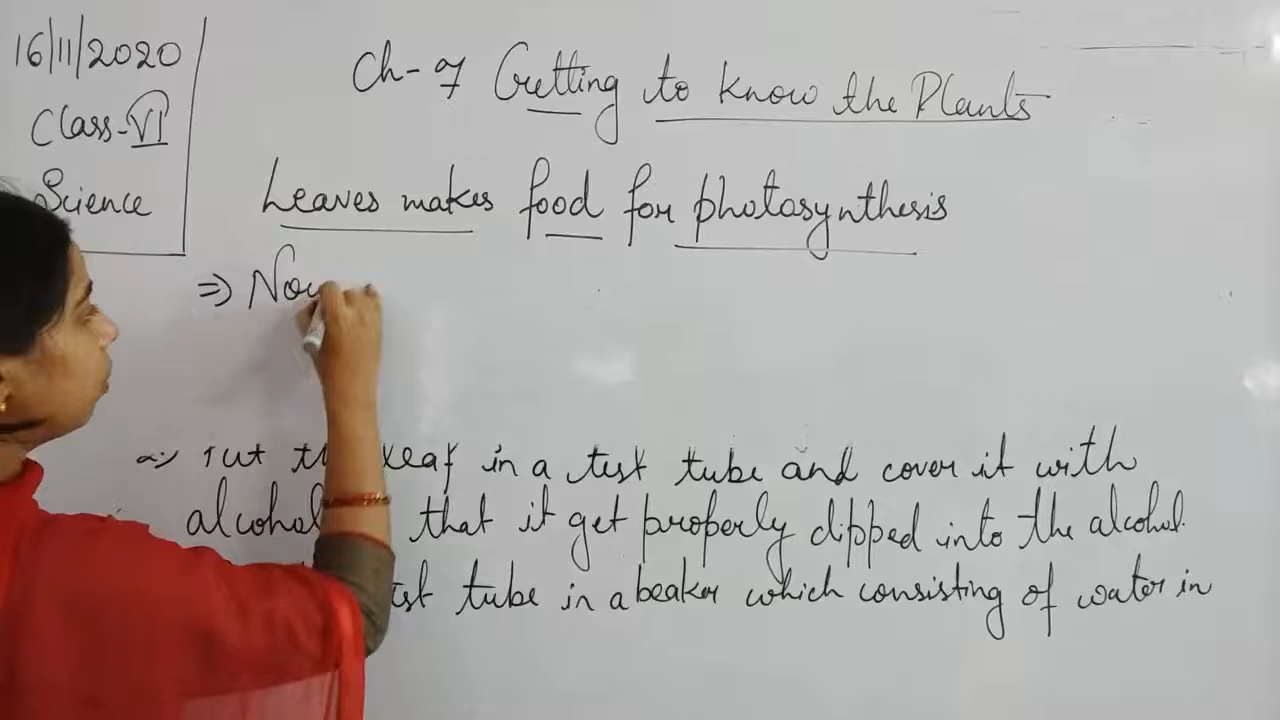 16/11/2020
Class-VI
Science
Ch-7 Getting to know the Plants
Leaves makes food for photosynthesis
⇒ Now
a:) Put leaf in a test tube and cover it with
alcohol that it get properly dipped into the alcohol.
tube in a beaker which consisting of water in